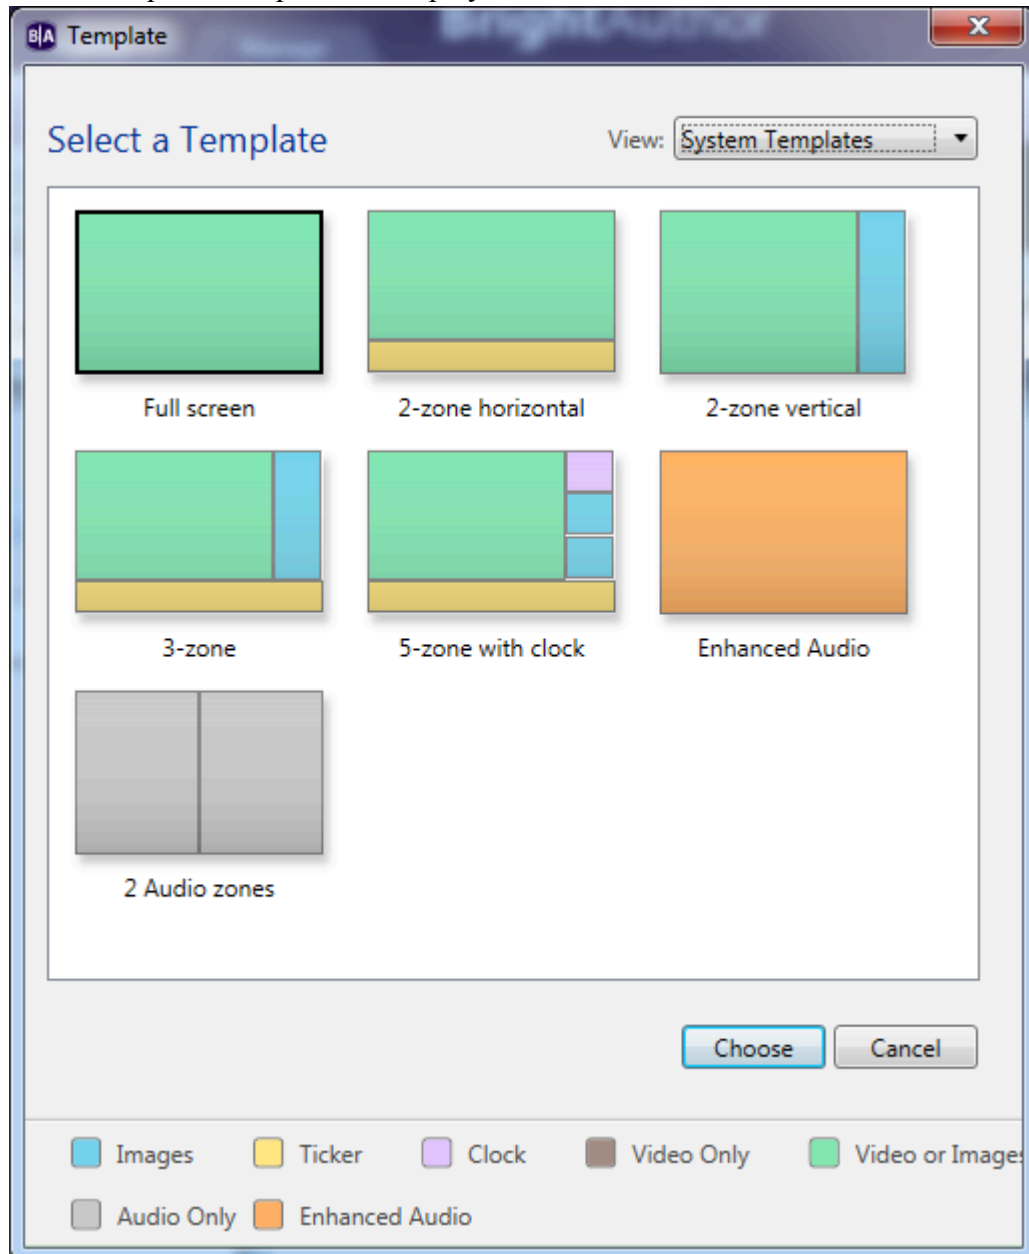 B|A Template
BrightAuthor
Select a Template
View: System Templates
Full screen
2-zone horizontal
2-zone vertical
3-zone
5-zone with clock
Enhanced Audio
2 Audio zones
Choose
Cancel
Images
Ticker
Clock
Video Only
Video or Images
Audio Only
Enhanced Audio